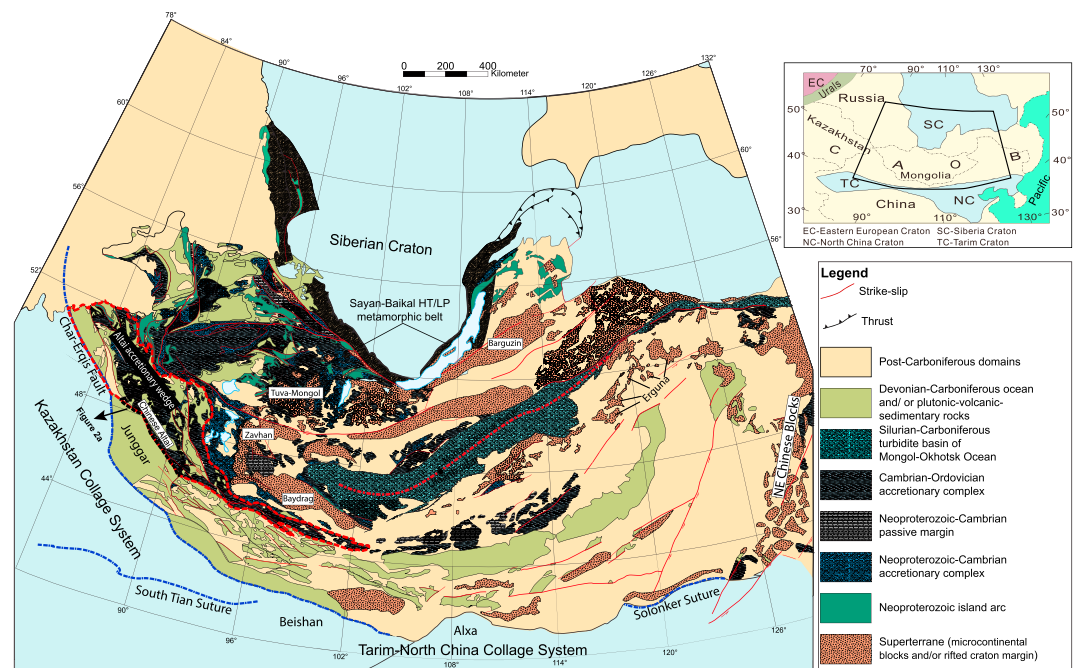 78°
84°
90°
96°
102°
108°
114°
120°
126°
132°
60°
56°
52°
48°
44°
60°
56°
0 200 400
Kilometer
Siberian Craton
Sayan-Baikal HT/LP
metamorphic belt
Barguzin
Tuva-Mongol
Zavhan
Baydrag
Erguna
Altai accretionary wedge
Chinese Altai
Char-Erqis Fault
Figure 2a
Junggar
Kazakhstan Collage System
NE Chinese Blocks
South Tian Suture
Beishan
Alxa
Solonker Suture
Tarim-North China Collage System
90°
96°
102°
108°
114°
120°
126°
70° 90° 110° 130°
50°
40°
30°
50°
40°
30°
EC
Urals
Russia
SC
Kazakhstan
C A O B
Mongolia
TC
NC
China
Pacific
90° 110° 130°
EC-Eastern European Craton SC-Siberia Craton
NC-North China Craton TC-Tarim Craton
Legend
Strike-slip
Thrust
Post-Carboniferous domains
Devonian-Carboniferous ocean
and/ or plutonic-volcanic-
sedimentary rocks
Silurian-Carboniferous
turbidite basin of
Mongol-Okhotsk Ocean
Cambrian-Ordovician
accretionary complex
Neoproterozoic-Cambrian
passive margin
Neoproterozoic-Cambrian
accretionary complex
Neoproterozoic island arc
Superterrane (microcontinental
blocks and/or rifted craton margin)